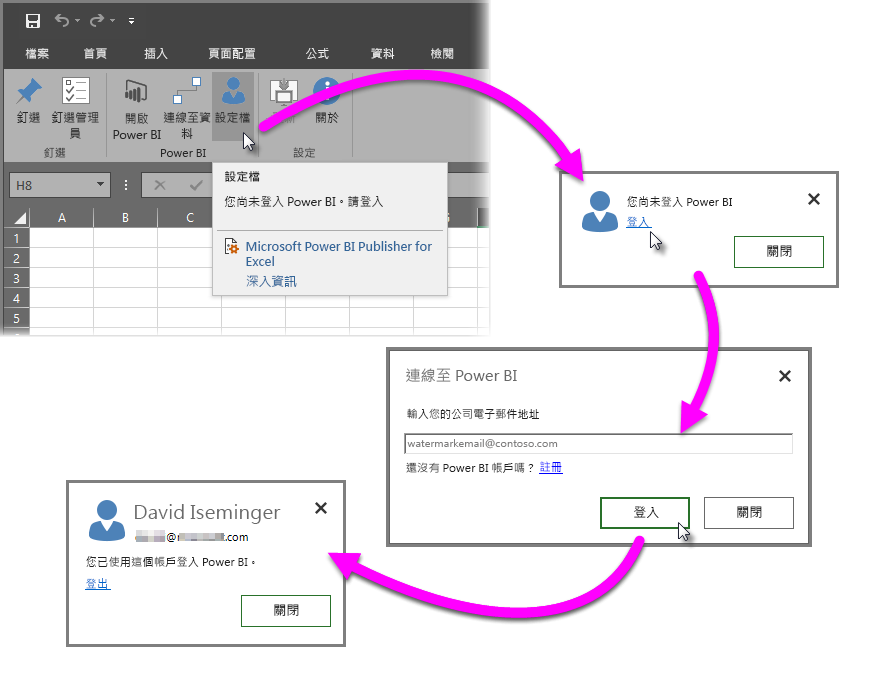 檔案 首頁 插入 頁面配置 公式 資料 檢閱
釘選 釘選管理員 開啟 Power BI 連線至資料 設定檔 關於
釘選 Power BI 設定
H8
A B C
1
2
3
4
5
設定檔
您尚未登入 Power BI。請登入
Microsoft Power BI Publisher for
Excel
深入資訊
您尚未登入 Power BI
登入
關閉
連線至 Power BI
輸入您的公司電子郵件地址
watermarkemail@contoso.com
還沒有 Power BI 帳戶嗎？ 註冊
登入 關閉
David Iseminger
@ .com
您已使用這個帳戶登入 Power BI。
登出
關閉